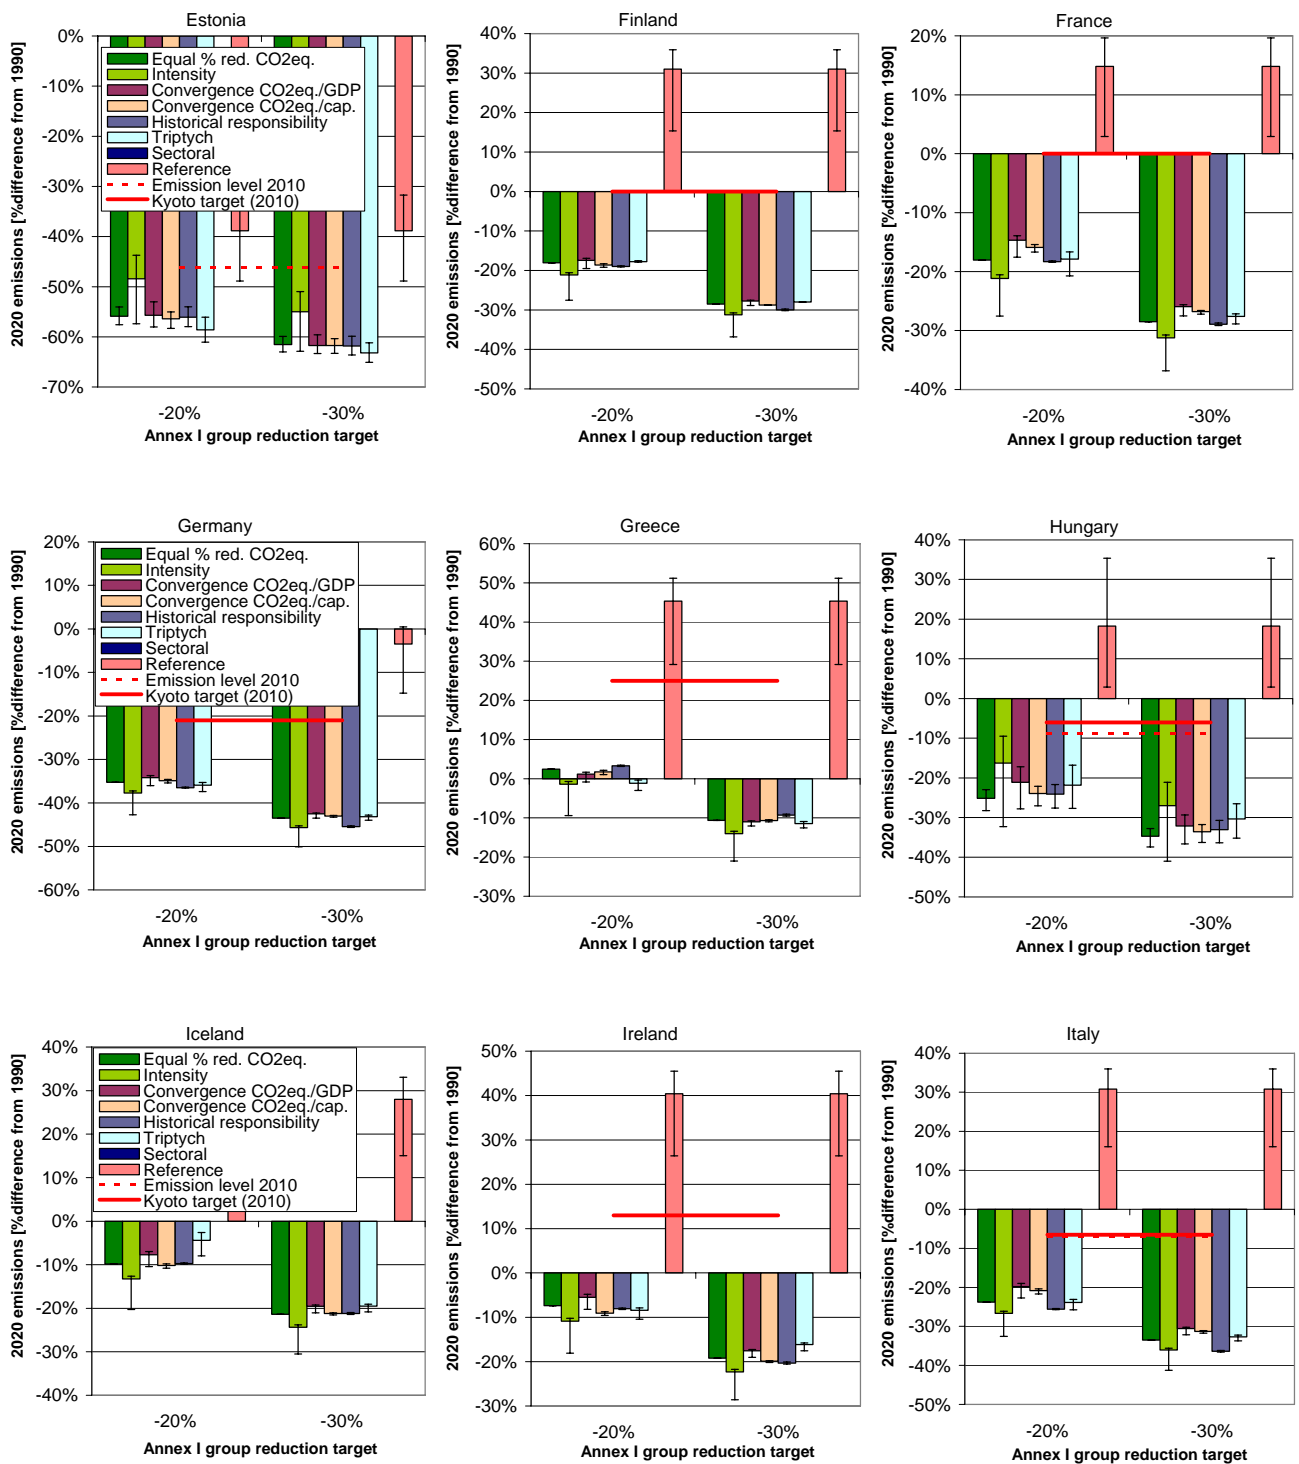 Estonia
2020 emissions [%difference from 1990]
0%
-10%
-20%
-30%
-40%
-50%
-60%
-70%
Equal % red. CO2eq.
Intensity
Convergence CO2eq./GDP
Convergence CO2eq./cap.
Historical responsibility
Triptych
Sectoral
Reference
Emission level 2010
Kyoto target (2010)
-20%
-30%
Annex I group reduction target
Finland
2020 emissions [%difference from 1990]
40%
30%
20%
10%
0%
-10%
-20%
-30%
-40%
-50%
-20%
-30%
Annex I group reduction target
France
2020 emissions [%difference from 1990]
20%
10%
0%
-10%
-20%
-30%
-40%
-20%
-30%
Annex I group reduction target
Germany
2020 emissions [%difference from 1990]
20%
10%
0%
-10%
-20%
-30%
-40%
-50%
-60%
Equal % red. CO2eq.
Intensity
Convergence CO2eq./GDP
Convergence CO2eq./cap.
Historical responsibility
Triptych
Sectoral
Reference
Emission level 2010
Kyoto target (2010)
-20%
-30%
Annex I group reduction target
Greece
2020 emissions [%difference from 1990]
60%
50%
40%
30%
20%
10%
0%
-10%
-20%
-30%
-20%
-30%
Annex I group reduction target
Hungary
2020 emissions [%difference from 1990]
40%
30%
20%
10%
0%
-10%
-20%
-30%
-40%
-50%
-20%
-30%
Annex I group reduction target
Iceland
2020 emissions [%difference from 1990]
40%
30%
20%
10%
0%
-10%
-20%
-30%
-40%
Equal % red. CO2eq.
Intensity
Convergence CO2eq./GDP
Convergence CO2eq./cap.
Historical responsibility
Triptych
Sectoral
Reference
Emission level 2010
Kyoto target (2010)
-20%
-30%
Annex I group reduction target
Ireland
2020 emissions [%difference from 1990]
50%
40%
30%
20%
10%
0%
-10%
-20%
-30%
-20%
-30%
Annex I group reduction target
Italy
2020 emissions [%difference from 1990]
40%
30%
20%
10%
0%
-10%
-20%
-30%
-40%
-50%
-20%
-30%
Annex I group reduction target